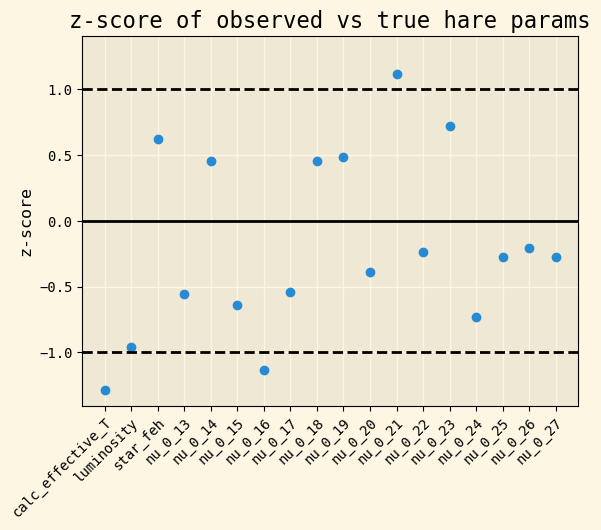 z-score of observed vs true hare params
z-score
1.0
0.5
0.0
−0.5
−1.0
calc_effective_T
luminosity
star_feh
nu_0_13
nu_0_14
nu_0_15
nu_0_16
nu_0_17
nu_0_18
nu_0_19
nu_0_20
nu_0_21
nu_0_22
nu_0_23
nu_0_24
nu_0_25
nu_0_26
nu_0_27